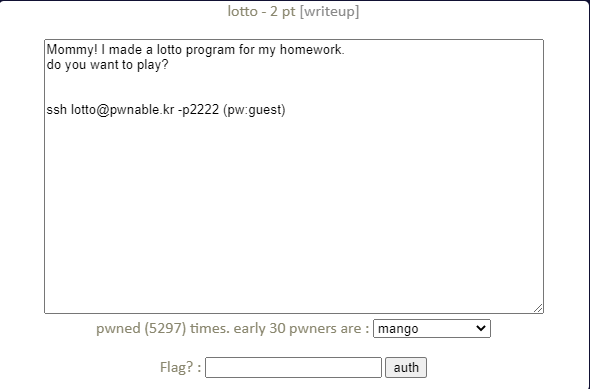 lotto - 2 pt [writeup]
Mommy! I made a lotto program for my homework.
do you want to play?
ssh lotto@pwnable.kr -p2222 (pw:guest)
pwned (5297) times. early 30 pwners are : mango
Flag? : auth